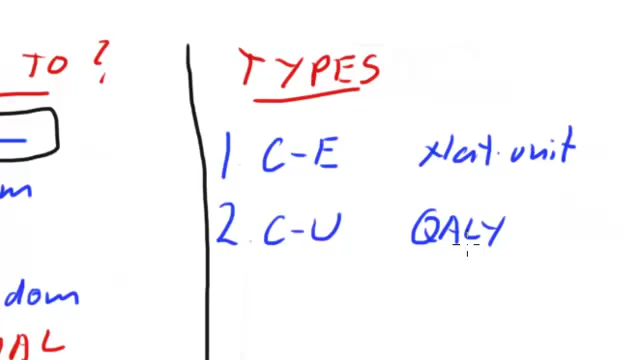 TO ?
m
dom
AL
TYPES
1 C-E Nat. unit
2 C-U QALY